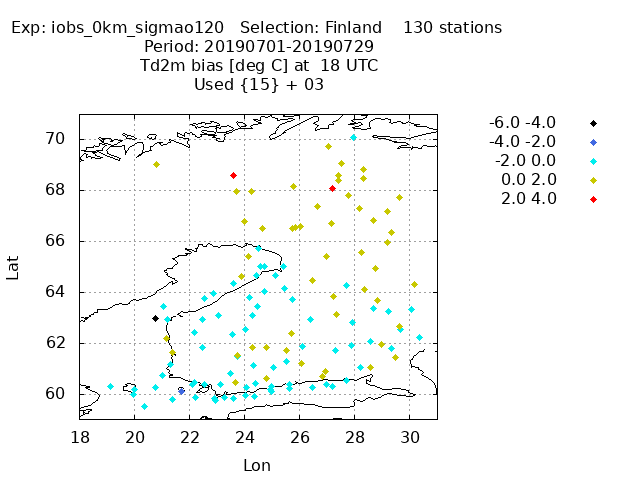 Exp: iobs_0km_sigmao120 Selection: Finland 130 stations
Period: 20190701-20190729
Td2m bias [deg C] at 18 UTC
Used {15} + 03
-6.0 -4.0
-4.0 -2.0
-2.0 0.0
0.0 2.0
2.0 4.0
70
68
66
64
62
60
Lat
18 20 22 24 26 28 30
Lon